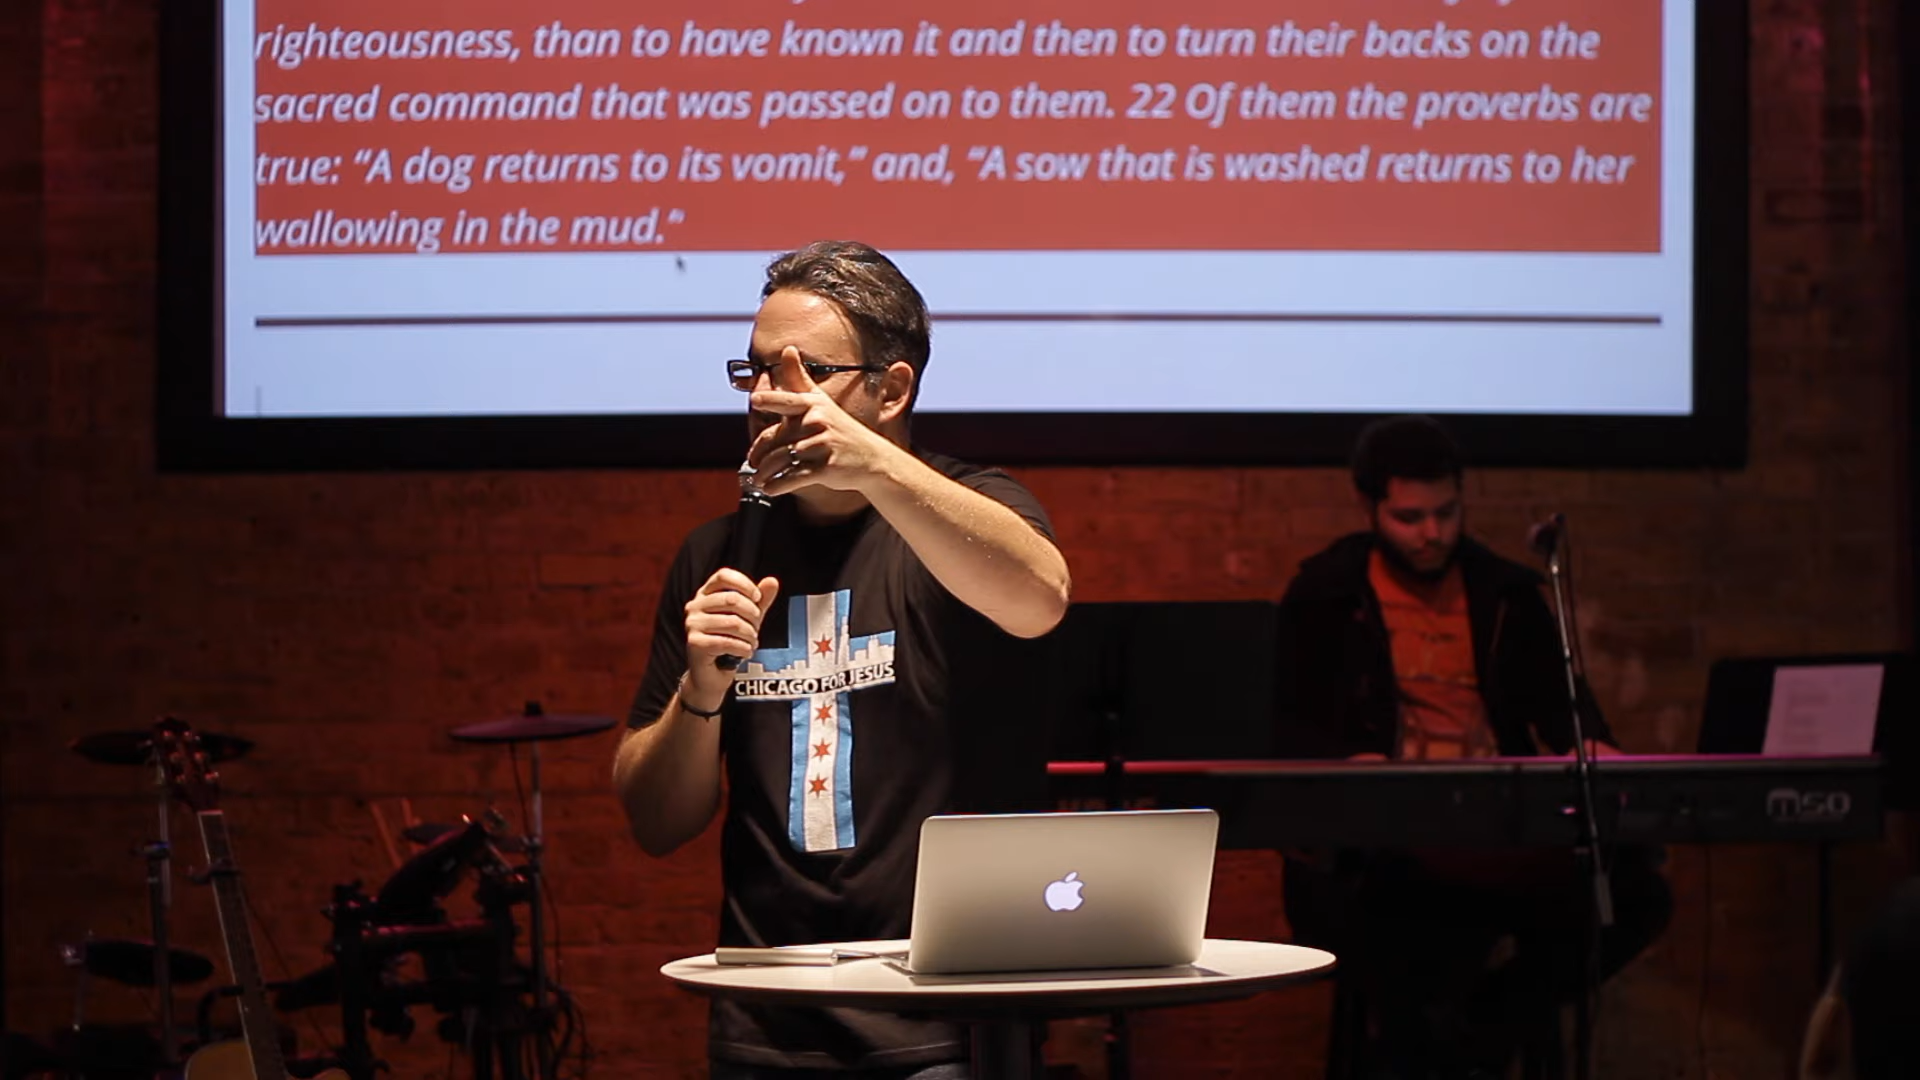 righteousness, than to have known it and then to turn their backs on the
sacred command that was passed on to them. 22 Of them the proverbs are
true: “A dog returns to its vomit,” and, “A sow that is washed returns to her
wallowing in the mud.”
CHICAGO FOR JESUS
M50